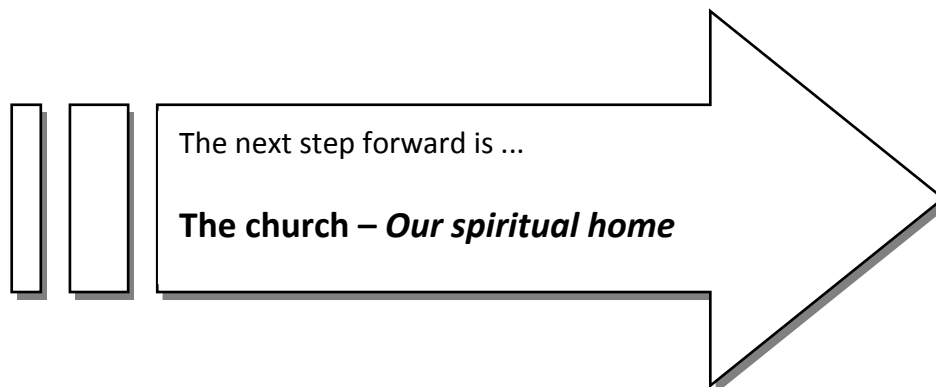 The next step forward is ...
The church – Our spiritual home